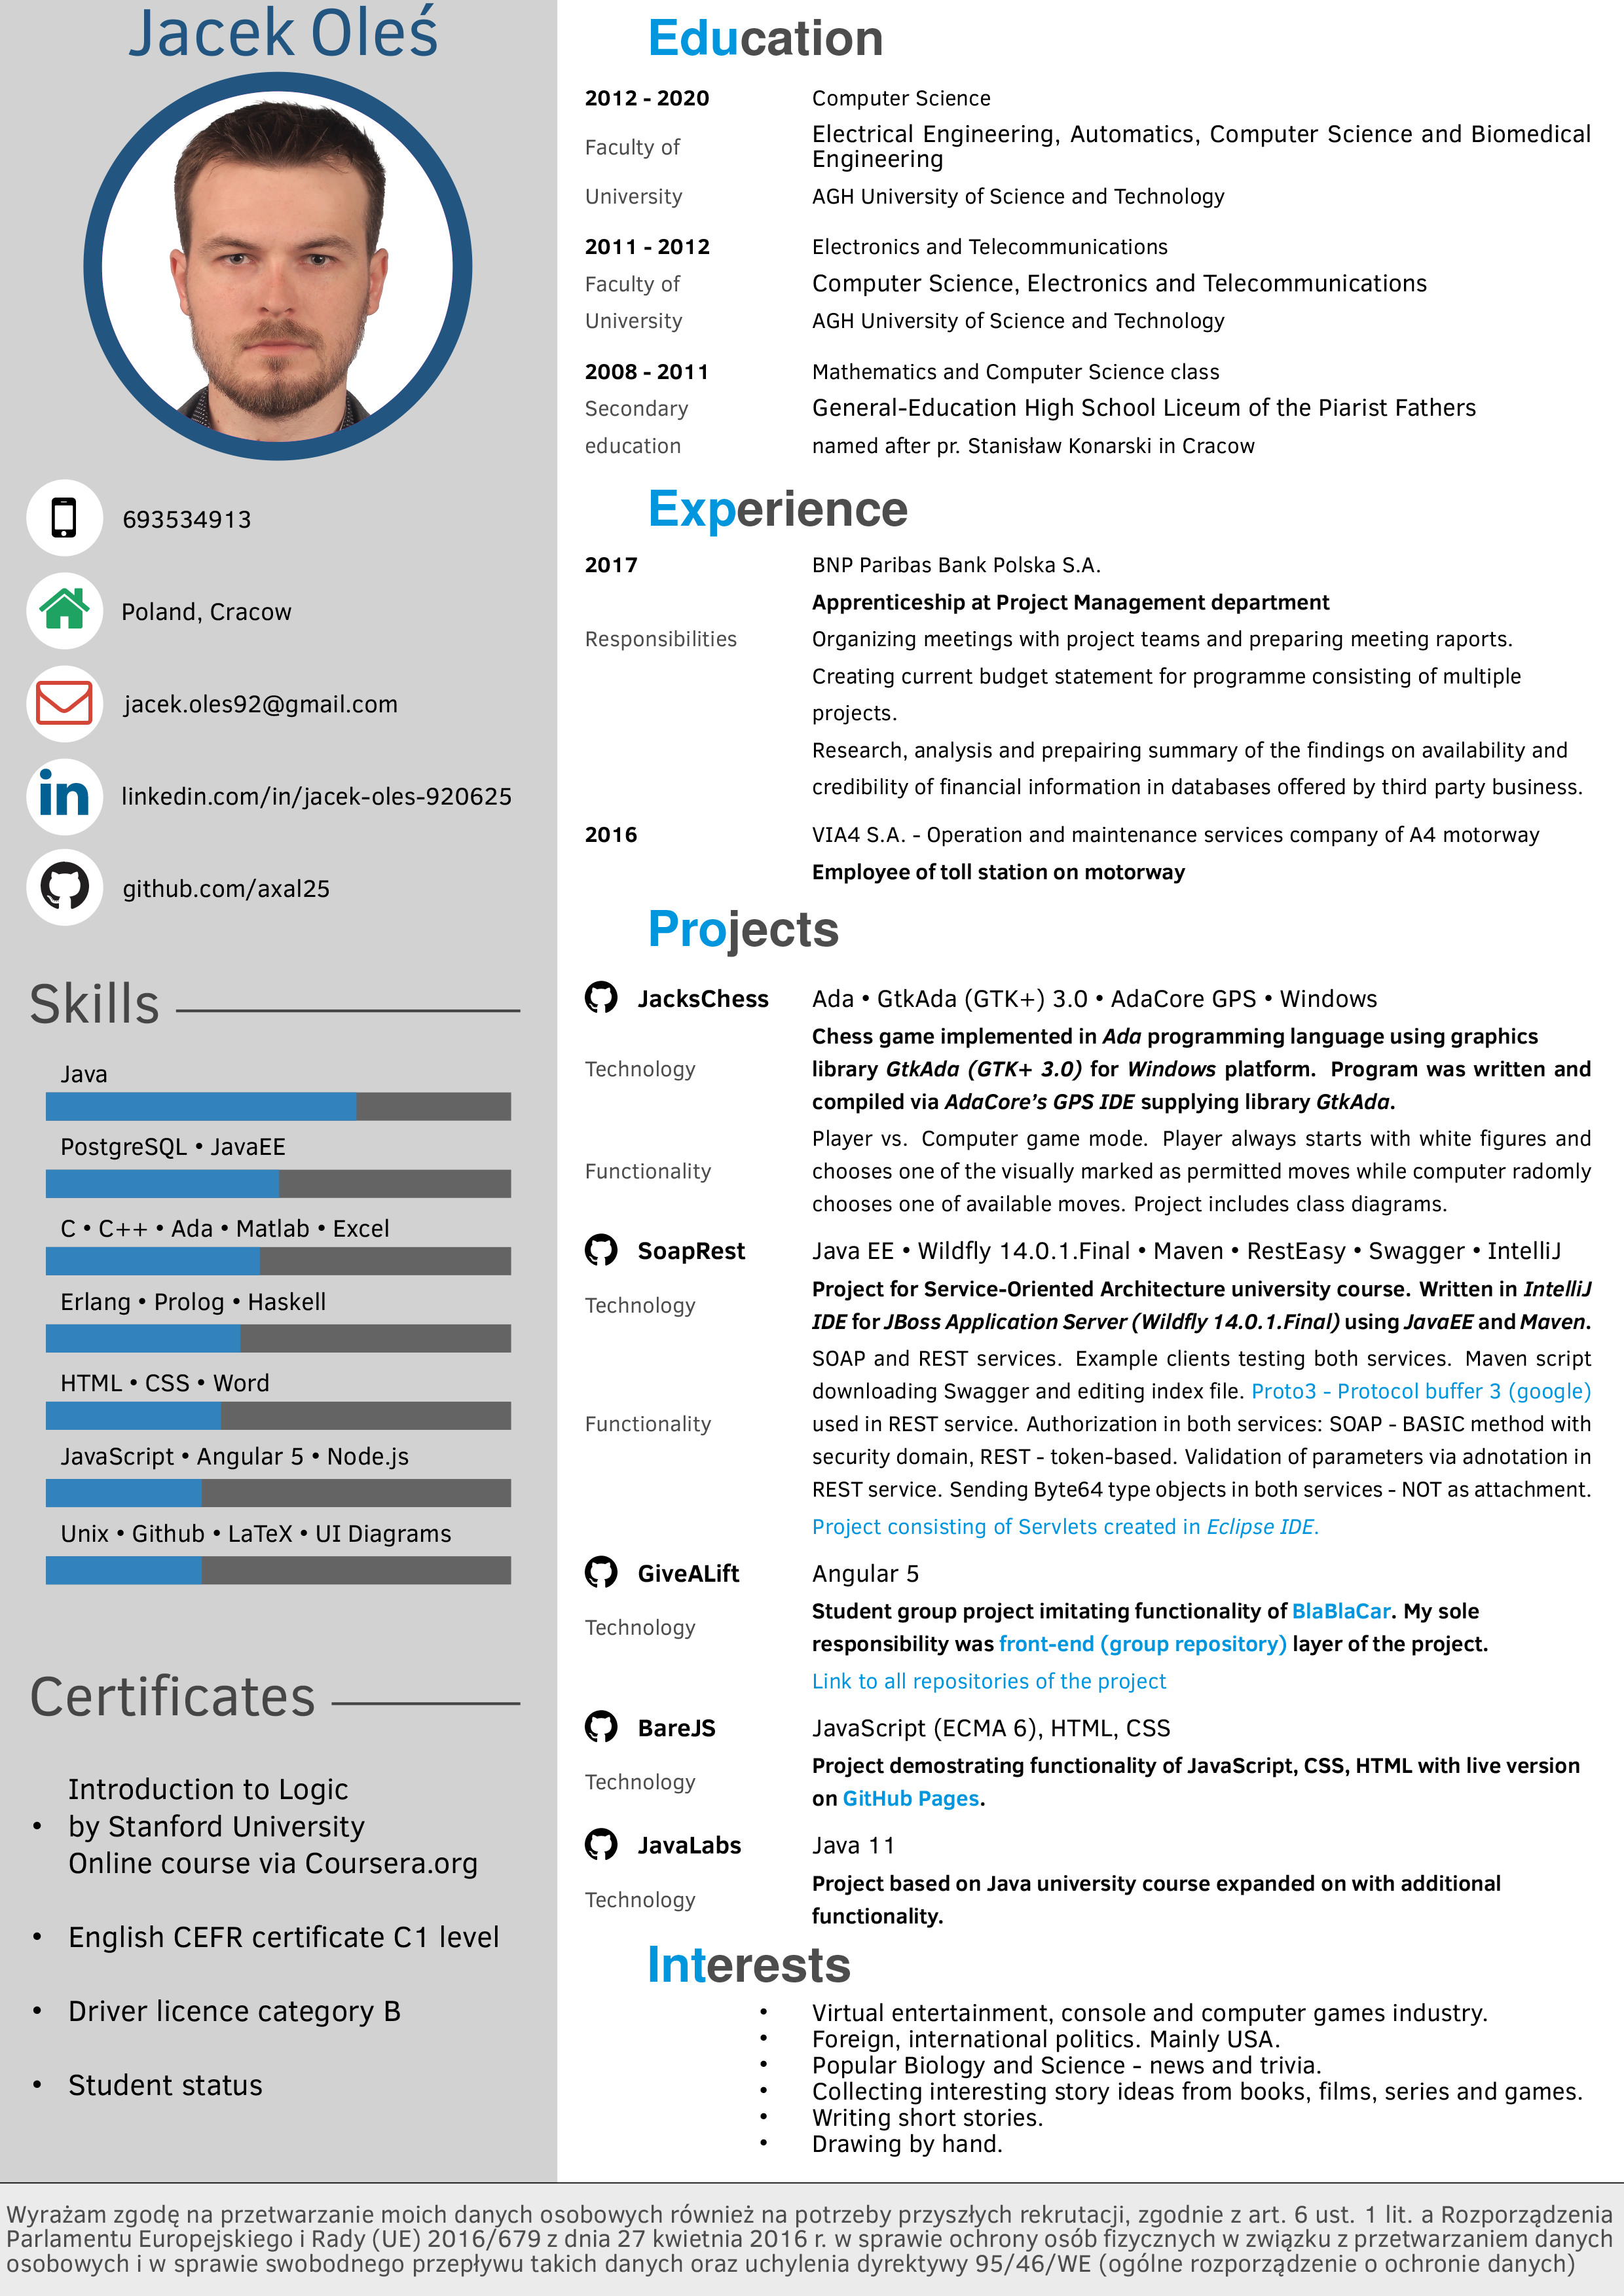 Jacek Oleś
693534913
Poland, Cracow
jacek.oles92@gmail.com
linkedin.com/in/jacek-oles-920625
github.com/axal25
Skills
Java
PostgreSQL • JavaEE
C • C++ • Ada • Matlab • Excel
Erlang • Prolog • Haskell
HTML • CSS • Word
JavaScript • Angular 5 • Node.js
Unix • Github • LaTeX • UI Diagrams
Certificates
Introduction to Logic
• by Stanford University
Online course via Coursera.org
• English CEFR certificate C1 level
• Driver licence category B
• Student status
Education
2012 - 2020 Computer Science
Faculty of Electrical Engineering, Automatics, Computer Science and Biomedical
Engineering
University AGH University of Science and Technology
2011 - 2012 Electronics and Telecommunications
Faculty of Computer Science, Electronics and Telecommunications
University AGH University of Science and Technology
2008 - 2011 Mathematics and Computer Science class
Secondary General-Education High School Liceum of the Piarist Fathers
education named after pr. Stanisław Konarski in Cracow
Experience
2017 BNP Paribas Bank Polska S.A.
Apprenticeship at Project Management department
Responsibilities Organizing meetings with project teams and preparing meeting raports.
Creating current budget statement for programme consisting of multiple
projects.
Research, analysis and prepairing summary of the findings on availability and
credibility of financial information in databases offered by third party business.
2016 VIA4 S.A. - Operation and maintenance services company of A4 motorway
Employee of toll station on motorway
Projects
JacksChess Ada • GtkAda (GTK+) 3.0 • AdaCore GPS • Windows
Chess game implemented in Ada programming language using graphics
Technology library GtkAda (GTK+ 3.0) for Windows platform. Program was written and
compiled via AdaCore's GPS IDE supplying library GtkAda.
Player vs. Computer game mode. Player always starts with white figures and
Functionality chooses one of the visually marked as permitted moves while computer radomly
chooses one of available moves. Project includes class diagrams.
SoapRest Java EE • Wildfly 14.0.1.Final • Maven • RestEasy • Swagger • IntelliJ
Technology Project for Service-Oriented Architecture university course. Written in IntelliJ
IDE for JBoss Application Server (Wildfly 14.0.1.Final) using JavaEE and Maven.
SOAP and REST services. Example clients testing both services. Maven script
downloading Swagger and editing index file. Proto3 - Protocol buffer 3 (google)
Functionality used in REST service. Authorization in both services: SOAP - BASIC method with
security domain, REST - token-based. Validation of parameters via adnotation in
REST service. Sending Byte64 type objects in both services - NOT as attachment.
Project consisting of Servlets created in Eclipse IDE.
GiveALift Angular 5
Technology Student group project imitating functionality of BlaBlaCar. My sole
responsibility was front-end (group repository) layer of the project.
Link to all repositories of the project
BareJS JavaScript (ECMA 6), HTML, CSS
Technology Project demostrating functionality of JavaScript, CSS, HTML with live version
on GitHub Pages.
JavaLabs Java 11
Technology Project based on Java university course expanded on with additional
functionality.
Interests
• Virtual entertainment, console and computer games industry.
• Foreign, international politics. Mainly USA.
• Popular Biology and Science - news and trivia.
• Collecting interesting story ideas from books, films, series and games.
• Writing short stories.
• Drawing by hand.
Wyrażam zgodę na przetwarzanie moich danych osobowych również na potrzeby przyszłych rekrutacji, zgodnie z art. 6 ust. 1 lit. a Rozporządzenia
Parlamentu Europejskiego i Rady (UE) 2016/679 z dnia 27 kwietnia 2016 r. w sprawie ochrony osób fizycznych w związku z przetwarzaniem danych
osobowych i w sprawie swobodnego przepływu takich danych oraz uchylenia dyrektywy 95/46/WE (ogólne rozporządzenie o ochronie danych)